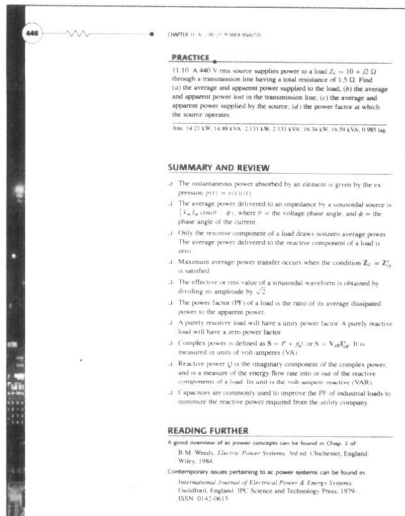 446
CHAPTER 11 AC CIRCUIT POWER ANALYSIS
PRACTICE
11.10 A 440 V rms source supplies power to a load Z_L = 10 + j2 Ω
through a transmission line having a total resistance of 1.5 Ω. Find
(a) the average and apparent power supplied to the load; (b) the average
and apparent power lost in the transmission line; (c) the average and
apparent power supplied by the source; (d) the power factor at which
the source operates.
Ans. 14.21 kW, 14.49 kVA; 2.131 kW, 2.131 kVA; 16.34 kW, 16.59 kVA; 0.985 lag.
SUMMARY AND REVIEW
The instantaneous power absorbed by an element is given by the ex
pression p(t) = v(t)i(t).
The average power delivered to an impedance by a sinusoidal source is
½V_m I_m cos(θ − φ), where θ = the voltage phase angle, and φ = the
phase angle of the current.
Only the resistive component of a load draws nonzero average power.
The average power delivered to the reactive component of a load is
zero.
Maximum average power transfer occurs when the condition Z_L = Z*_th
is satisfied.
The effective or rms value of a sinusoidal waveform is obtained by
dividing its amplitude by √2.
The power factor (PF) of a load is the ratio of its average dissipated
power to the apparent power.
A purely resistive load will have a unity power factor. A purely reactive
load will have a zero power factor.
Complex power is defined as S = P + jQ, or S = V_eff I*_eff. It is
measured in units of volt-amperes (VA).
Reactive power Q is the imaginary component of the complex power,
and is a measure of the energy flow rate into or out of the reactive
components of a load. Its unit is the volt-ampere-reactive (VAR).
Capacitors are commonly used to improve the PF of industrial loads to
minimize the reactive power required from the utility company.
READING FURTHER
A good overview of ac power concepts can be found in Chap. 2 of:
B.M. Weedy, Electric Power Systems, 3rd ed. Chichester, England:
Wiley, 1984.
Contemporary issues pertaining to ac power systems can be found in:
International Journal of Electrical Power & Energy Systems.
Guildford, England: IPC Science and Technology Press, 1979–
ISSN: 0142-0615.